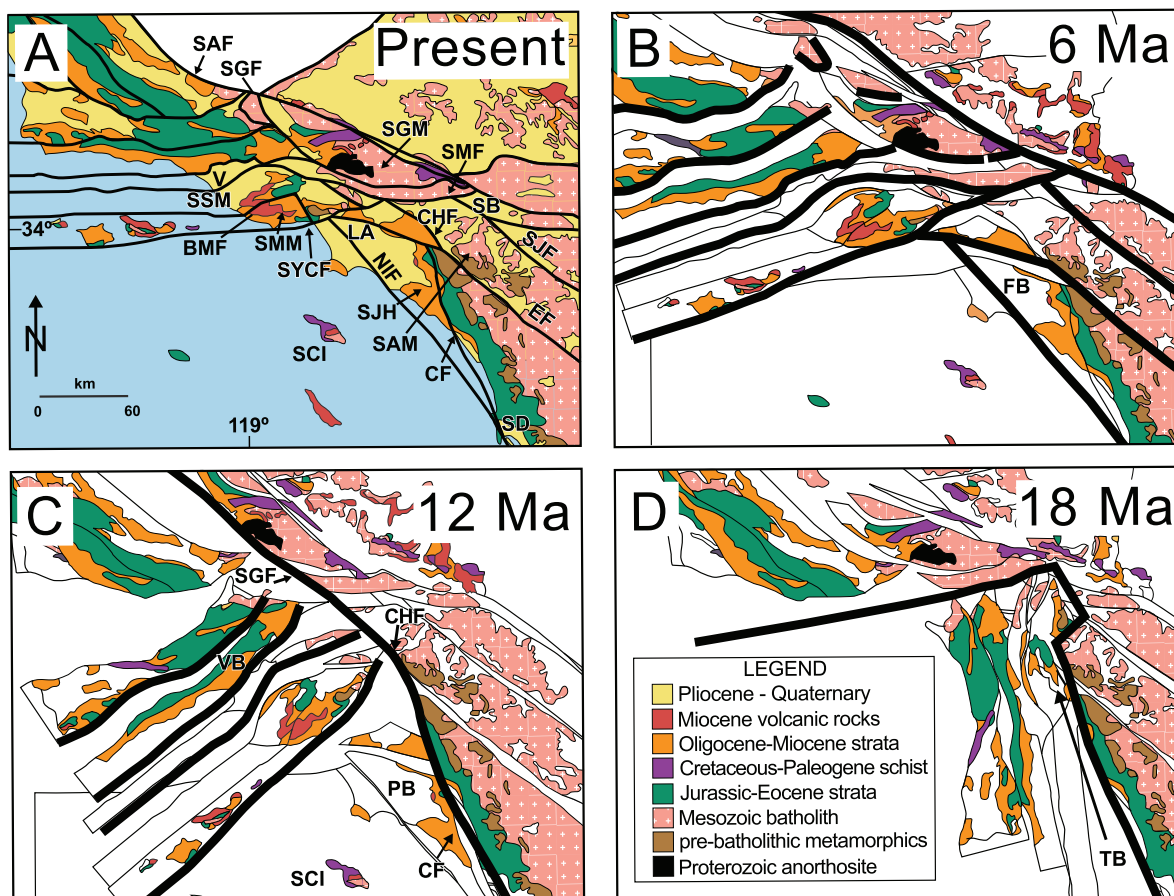 A
Present
SAF
SGF
SGM
SMF
V
SSM
SB
CHF
34º
LA
SJF
BMF
SMM
SYCF
NIF
SJH
EF
N
SAM
SCI
CF
km
0
60
119º
SD
B
6 Ma
FB
C
12 Ma
SGF
CHF
VB
PB
SCI
CF
D
18 Ma
LEGEND
Pliocene - Quaternary
Miocene volcanic rocks
Oligocene-Miocene strata
Cretaceous-Paleogene schist
Jurassic-Eocene strata
Mesozoic batholith
pre-batholithic metamorphics
Proterozoic anorthosite
TB